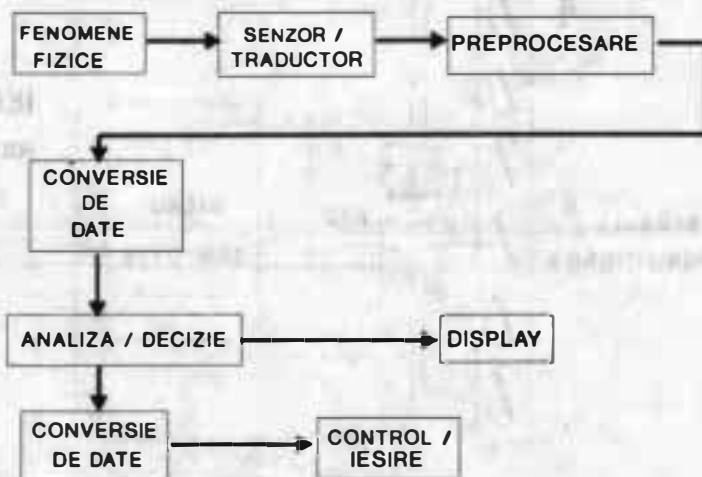 FENOMENE
FIZICE
SENZOR /
TRADUCTOR
PREPROCESARE
CONVERSIE
DE
DATE
ANALIZA / DECIZIE
DISPLAY
CONVERSIE
DE DATE
CONTROL /
IESIRE